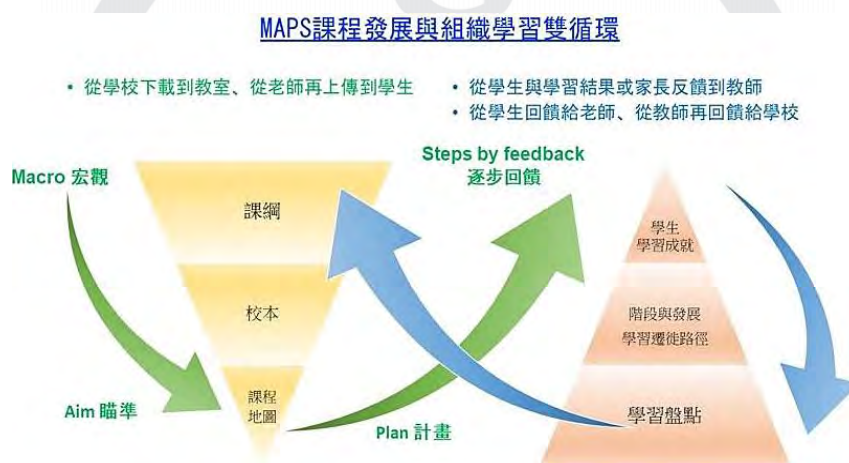 MAPS課程發展與組織學習雙循環
• 從學校下載到教室、從老師再上傳到學生
• 從學生與學習結果或家長反饋到教師
• 從學生回饋給老師、從教師再回饋給學校
Macro 宏觀
Steps by feedback
逐步回饋
課綱
校本
課程
地圖
Aim 瞄準
Plan 計畫
學生
學習成就
階段與發展
學習遷徙路徑
學習盤點